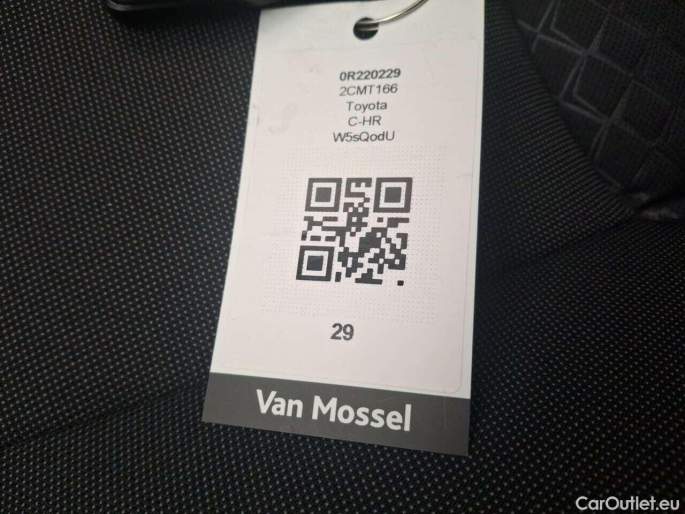 0R220229
2CMT166
Toyota
C-HR
W5sQodU
29
Van Mossel
CarOutlet.eu